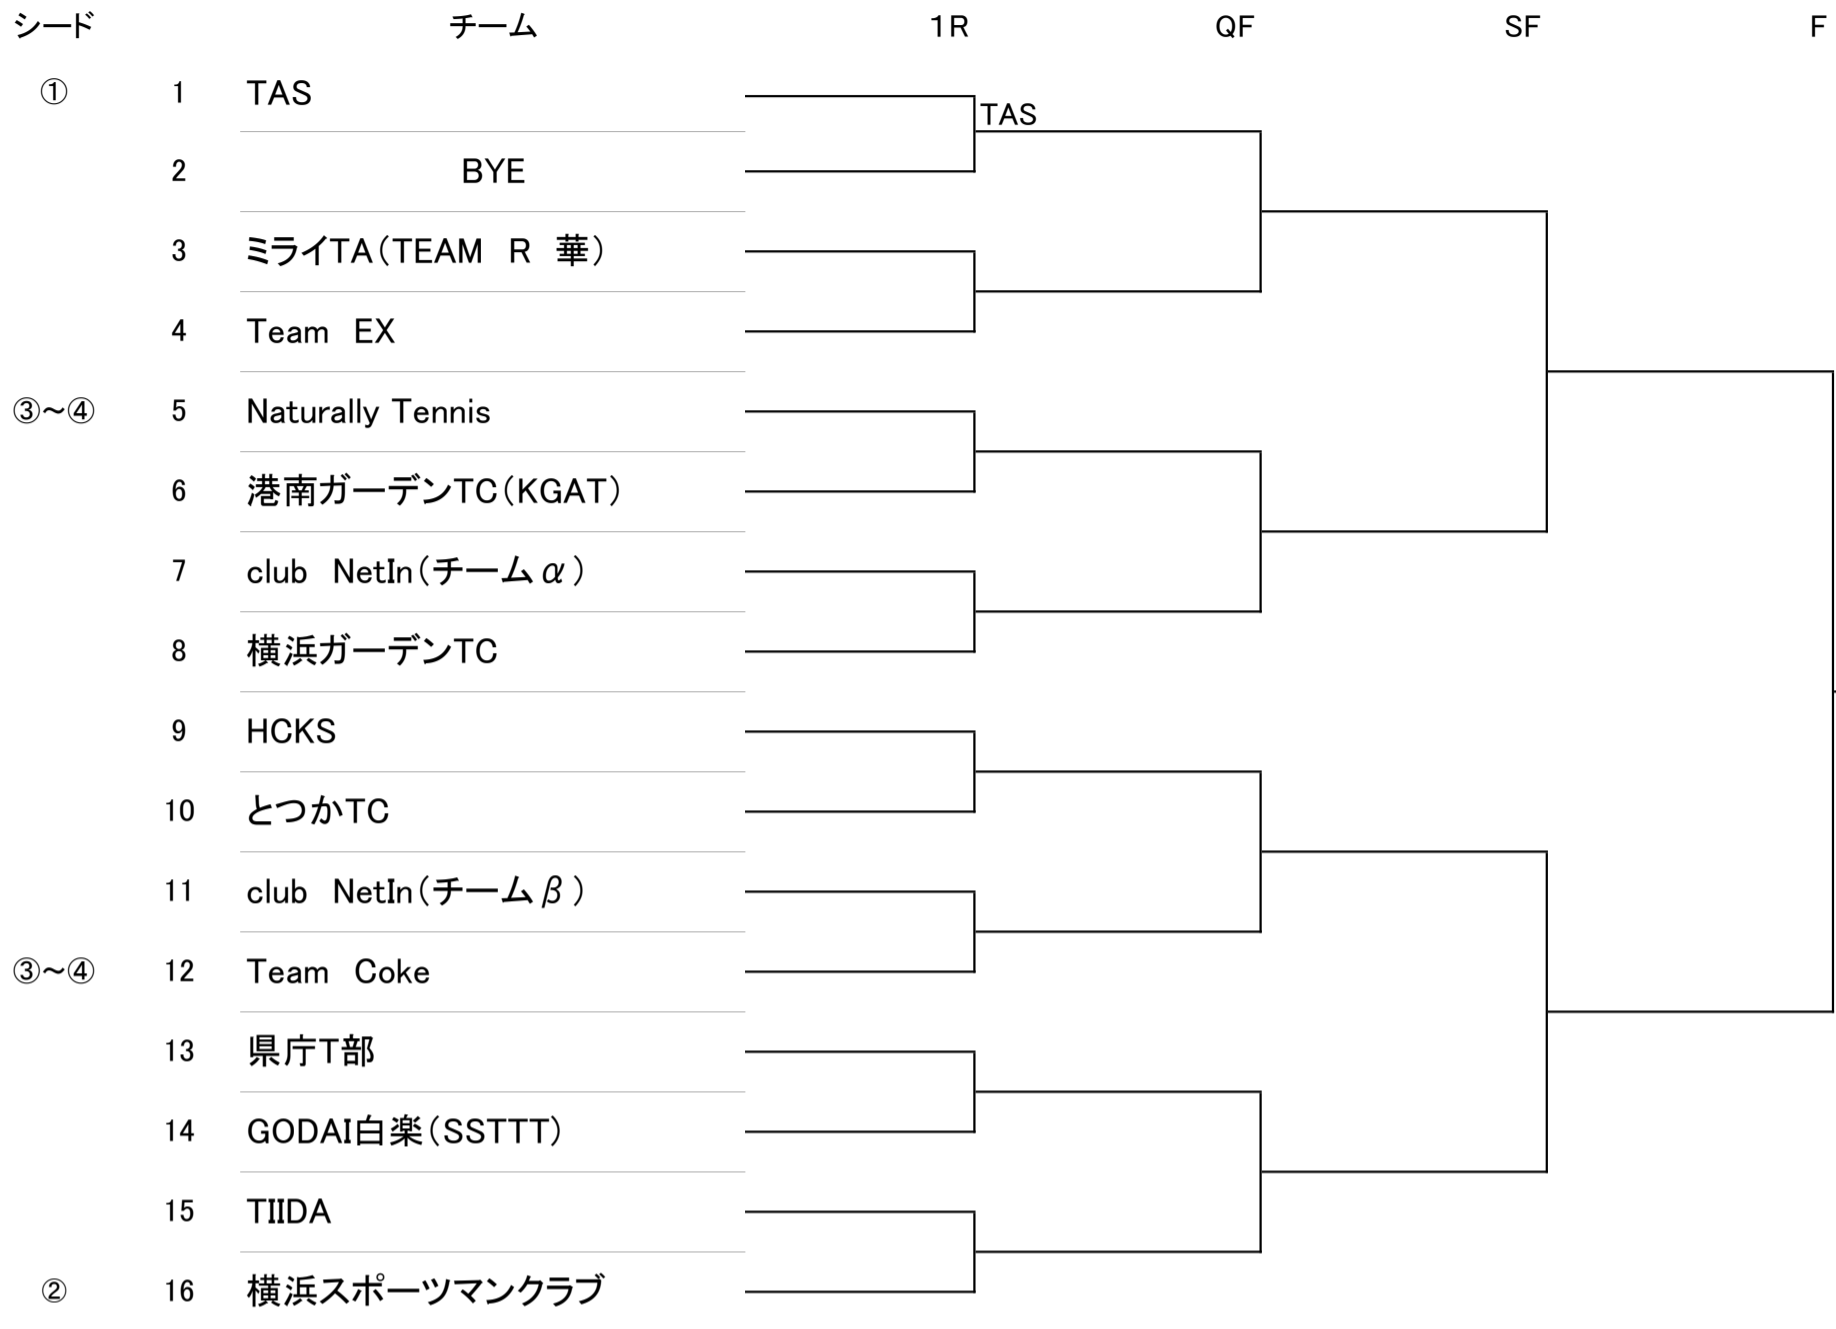 シード チーム 1R QF SF F
① 1 TAS
TAS
2 BYE
3 ミライTA(TEAM R 華)
4 Team EX
③～④ 5 Naturally Tennis
6 港南ガーデンTC(KGAT)
7 club NetIn(チームα)
8 横浜ガーデンTC
9 HCKS
10 とつかTC
11 club NetIn(チームβ)
③～④ 12 Team Coke
13 県庁T部
14 GODAI白楽(SSTTT)
15 TIIDA
② 16 横浜スポーツマンクラブ